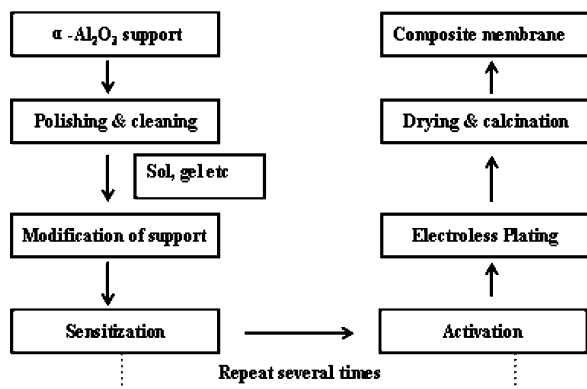 α-Al₂O₃ support
Polishing & cleaning
Sol, gel etc
Modification of support
Sensitization
Repeat several times
Activation
Electroless Plating
Drying & calcination
Composite membrane